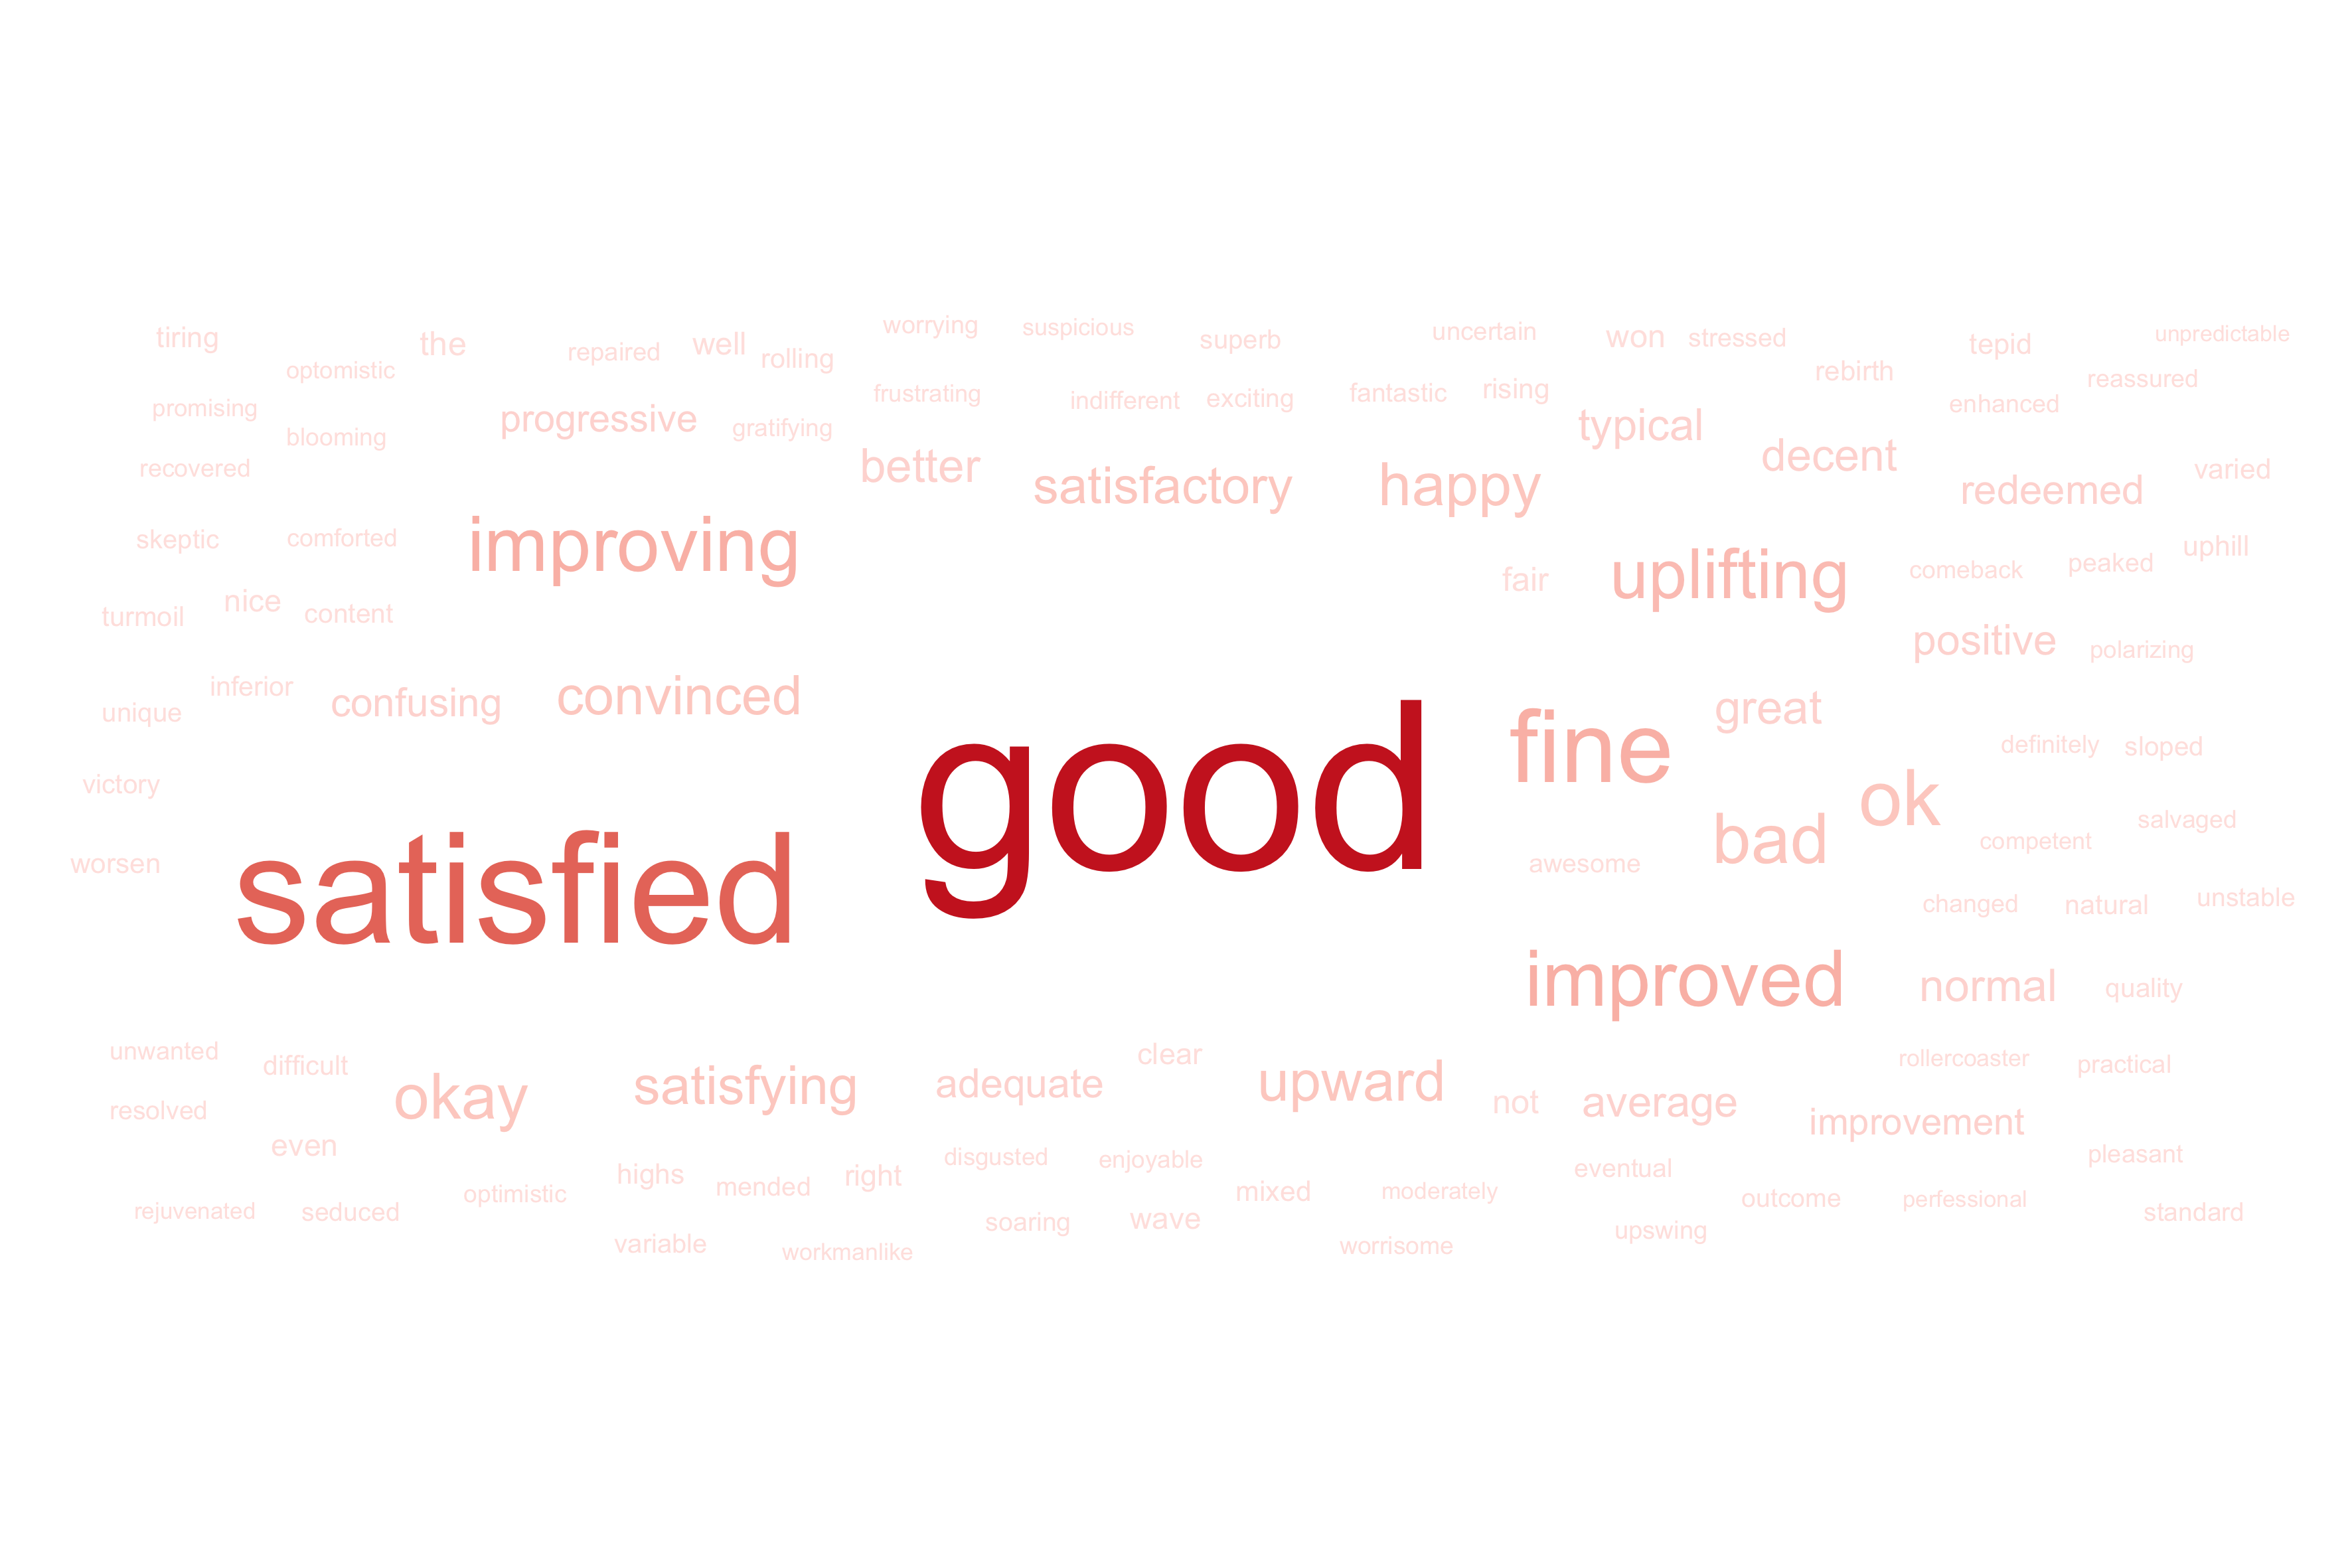 worrying
suspicious
superb
uncertain
won
stressed
tepid
unpredictable
tiring
optomistic
the
repaired
well
rolling
rebirth
reassured
promising
blooming
progressive
gratifying
frustrating
indifferent
exciting
fantastic
rising
typical
enhanced
recovered
better
satisfactory
happy
decent
redeemed
varied
skeptic
comforted
improving
fair
uplifting
comeback
peaked
uphill
turmoil
nice
content
positive
polarizing
unique
inferior
confusing
convinced
great
victory
good
fine
ok
definitely
sloped
worsen
satisfied
awesome
bad
competent
salvaged
changed
natural
unstable
improved
normal
quality
unwanted
difficult
okay
satisfying
adequate
clear
upward
not
average
rollercoaster
practical
resolved
improvement
even
highs
mended
right
disgusted
enjoyable
eventual
pleasant
rejuvenated
seduced
optimistic
soaring
wave
mixed
moderately
outcome
perfessional
standard
variable
workmanlike
worrisome
upswing